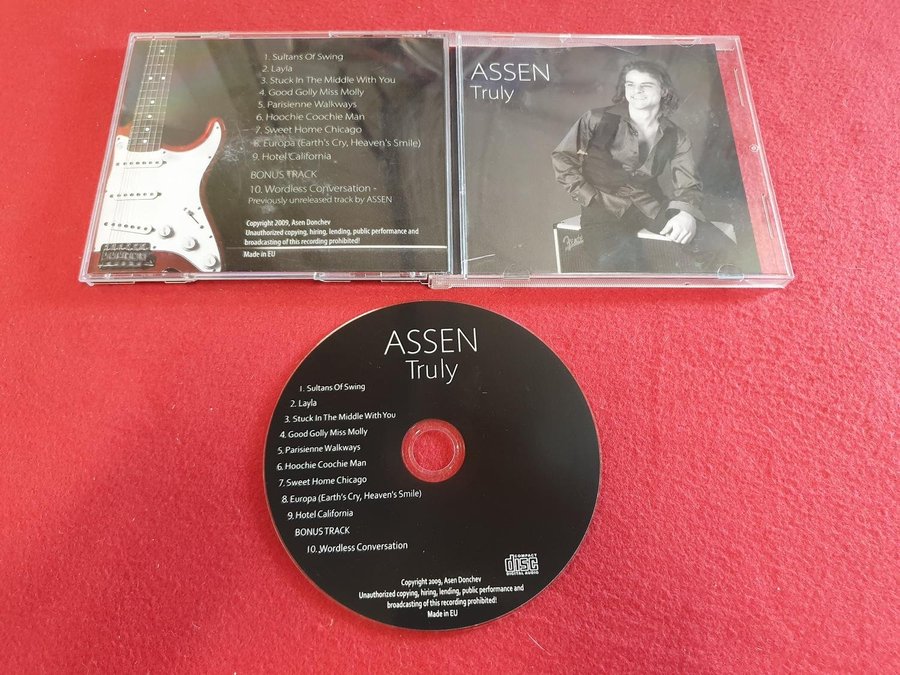 1. Sultans Of Swing
2. Layla
3. Stuck In The Middle With You
4. Good Golly Miss Molly
5. Parisienne Walkways
6. Hoochie Coochie Man
7. Sweet Home Chicago
8. Europa (Earth's Cry, Heaven's Smile)
9. Hotel California
BONUS TRACK
10. Wordless Conversation -
Previously unreleased track by ASSEN
Copyright 2009, Asen Donchev
Unauthorized copying, hiring, lending, public performance and
broadcasting of this recording prohibited!
Made in EU
ASSEN
Truly
ASSEN
Truly
1. Sultans Of Swing
2. Layla
3. Stuck In The Middle With You
4. Good Golly Miss Molly
5. Parisienne Walkways
6. Hoochie Coochie Man
7. Sweet Home Chicago
8. Europa (Earth's Cry, Heaven's Smile)
9. Hotel California
BONUS TRACK
10. Wordless Conversation
COMPACT
disc
DIGITAL AUDIO
Copyright 2009, Asen Donchev
Unauthorized copying, hiring, lending, public performance and
broadcasting of this recording prohibited!
Made in EU